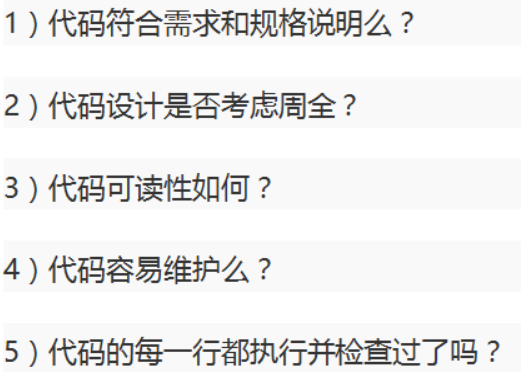 1）代码符合需求和规格说明么？
2）代码设计是否考虑周全？
3）代码可读性如何？
4）代码容易维护么？
5）代码的每一行都执行并检查过了吗？